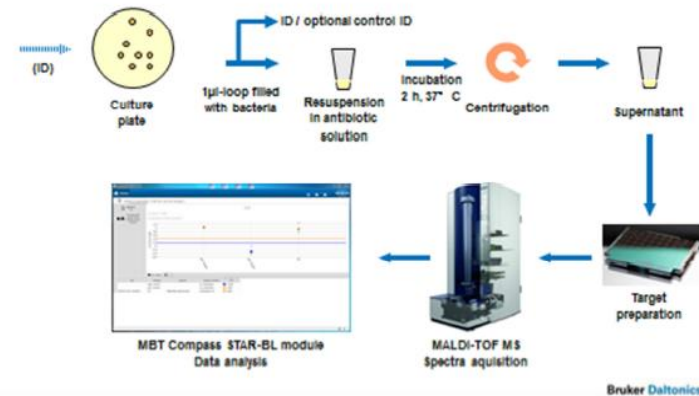 ID / optional control ID
(ID)
Culture
plate
1µl-loop filled
with bacteria
Resuspension
in antibiotic
solution
Incubation
2 h, 37° C
Centrifugation
Supernatant
Target
preparation
MALDI-TOF MS
Spectra aquisition
MBT Compass STAR-BL module
Data analysis
Bruker Daltonics